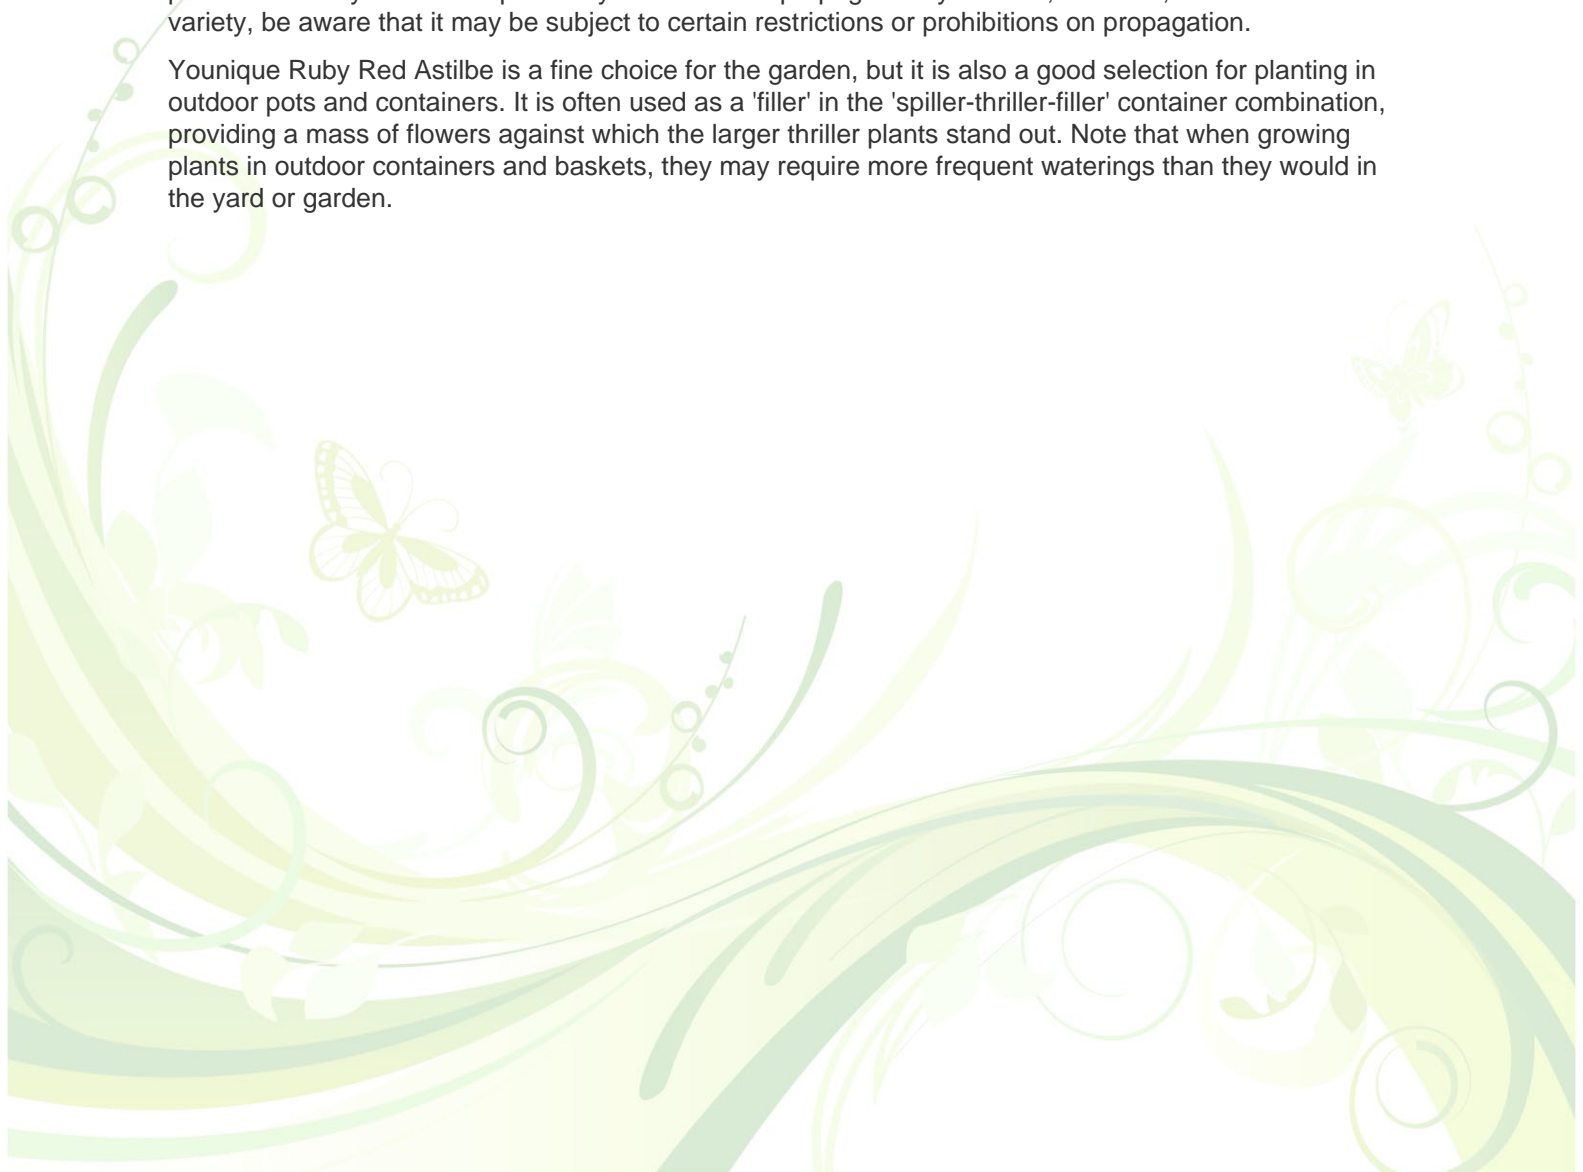 variety, be aware that it may be subject to certain restrictions or prohibitions on propagation.
Younique Ruby Red Astilbe is a fine choice for the garden, but it is also a good selection for planting in
outdoor pots and containers. It is often used as a 'filler' in the 'spiller-thriller-filler' container combination,
providing a mass of flowers against which the larger thriller plants stand out. Note that when growing
plants in outdoor containers and baskets, they may require more frequent waterings than they would in
the yard or garden.